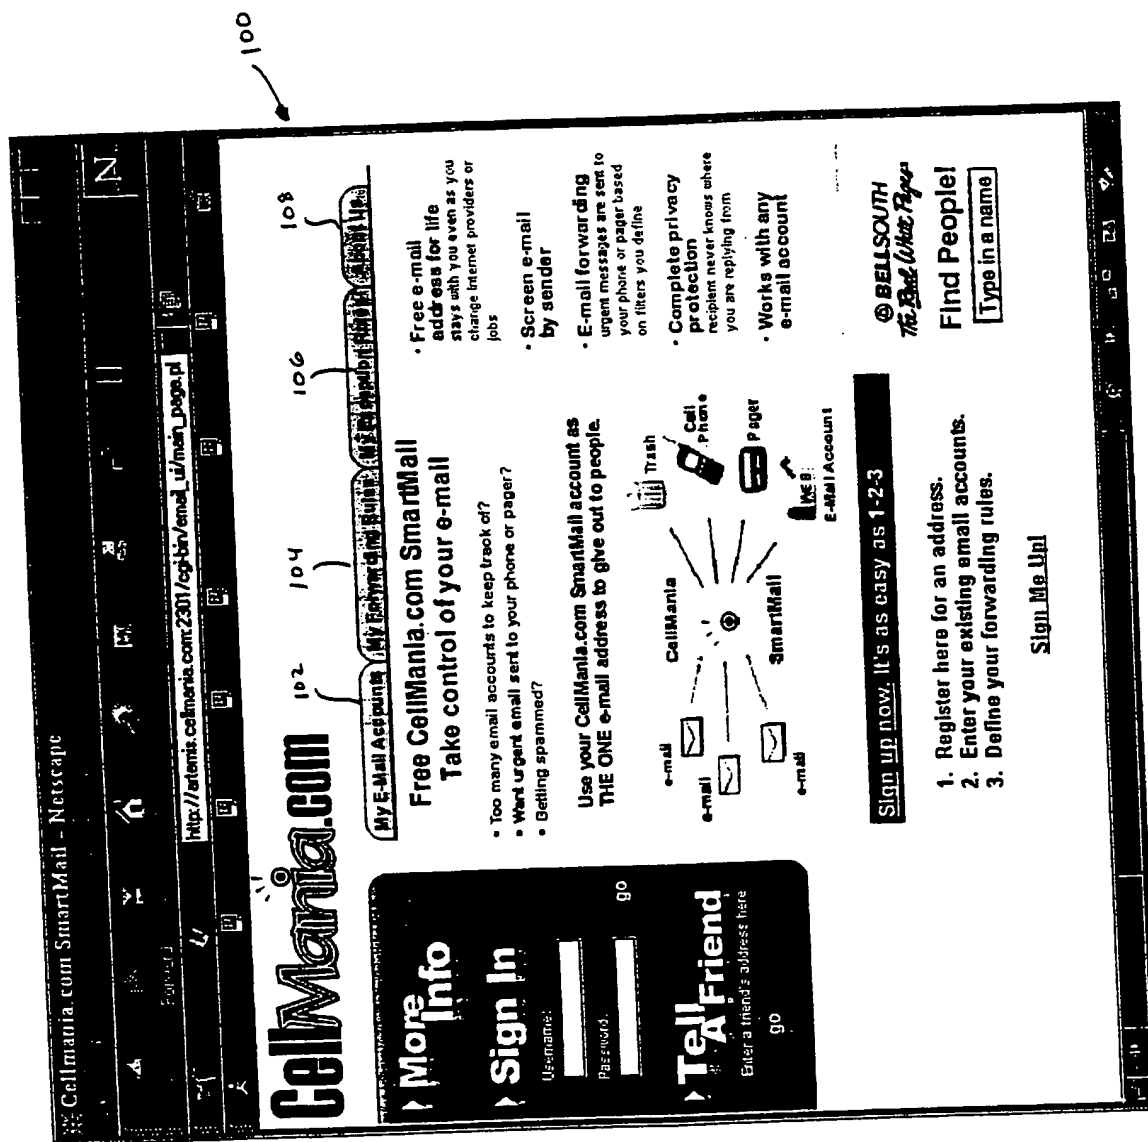 100
Cellmania.com SmartMail - Netscape
N
http://artemis.cellmania.com:2301/cgi-bin/email_ui/main_page.pl
CellMania.com
102
104
106
108
My E-Mail Accounts
My Forwarding Rules
More
Info
Sign In
Username:
Password:
go
Tell
A Friend
Enter a friend's address here
go
Free CellMania.com SmartMail
Take control of your e-mail
• Too many email accounts to keep track of?
• Want urgent email sent to your phone or pager?
• Getting spammed?
Use your CellMania.com SmartMail account as
THE ONE e-mail address to give out to people.
e-mail
e-mail
e-mail
CellMania
SmartMail
Trash
Cell
Phone
Pager
WEB
E-Mail Account
• Free e-mail
address for life
stays with you even as you
change Internet providers or
jobs
• Screen e-mail
by sender
• E-mail forwarding
urgent messages are sent to
your phone or pager based
on filters you define
• Complete privacy
protection
recipient never knows where
you are replying from
• Works with any
e-mail account
Sign up now. It's as easy as 1-2-3
1. Register here for an address.
2. Enter your existing email accounts.
3. Define your forwarding rules.
Sign Me Up!
BELLSOUTH
The Real White Pages
Find People!
Type in a name